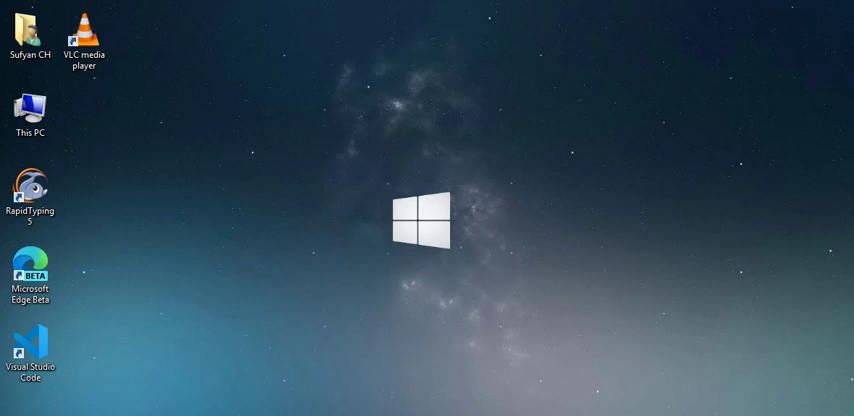 Sufyan CH
VLC media
player
This PC
RapidTyping
5
BETA
Microsoft
Edge Beta
Visual Studio
Code